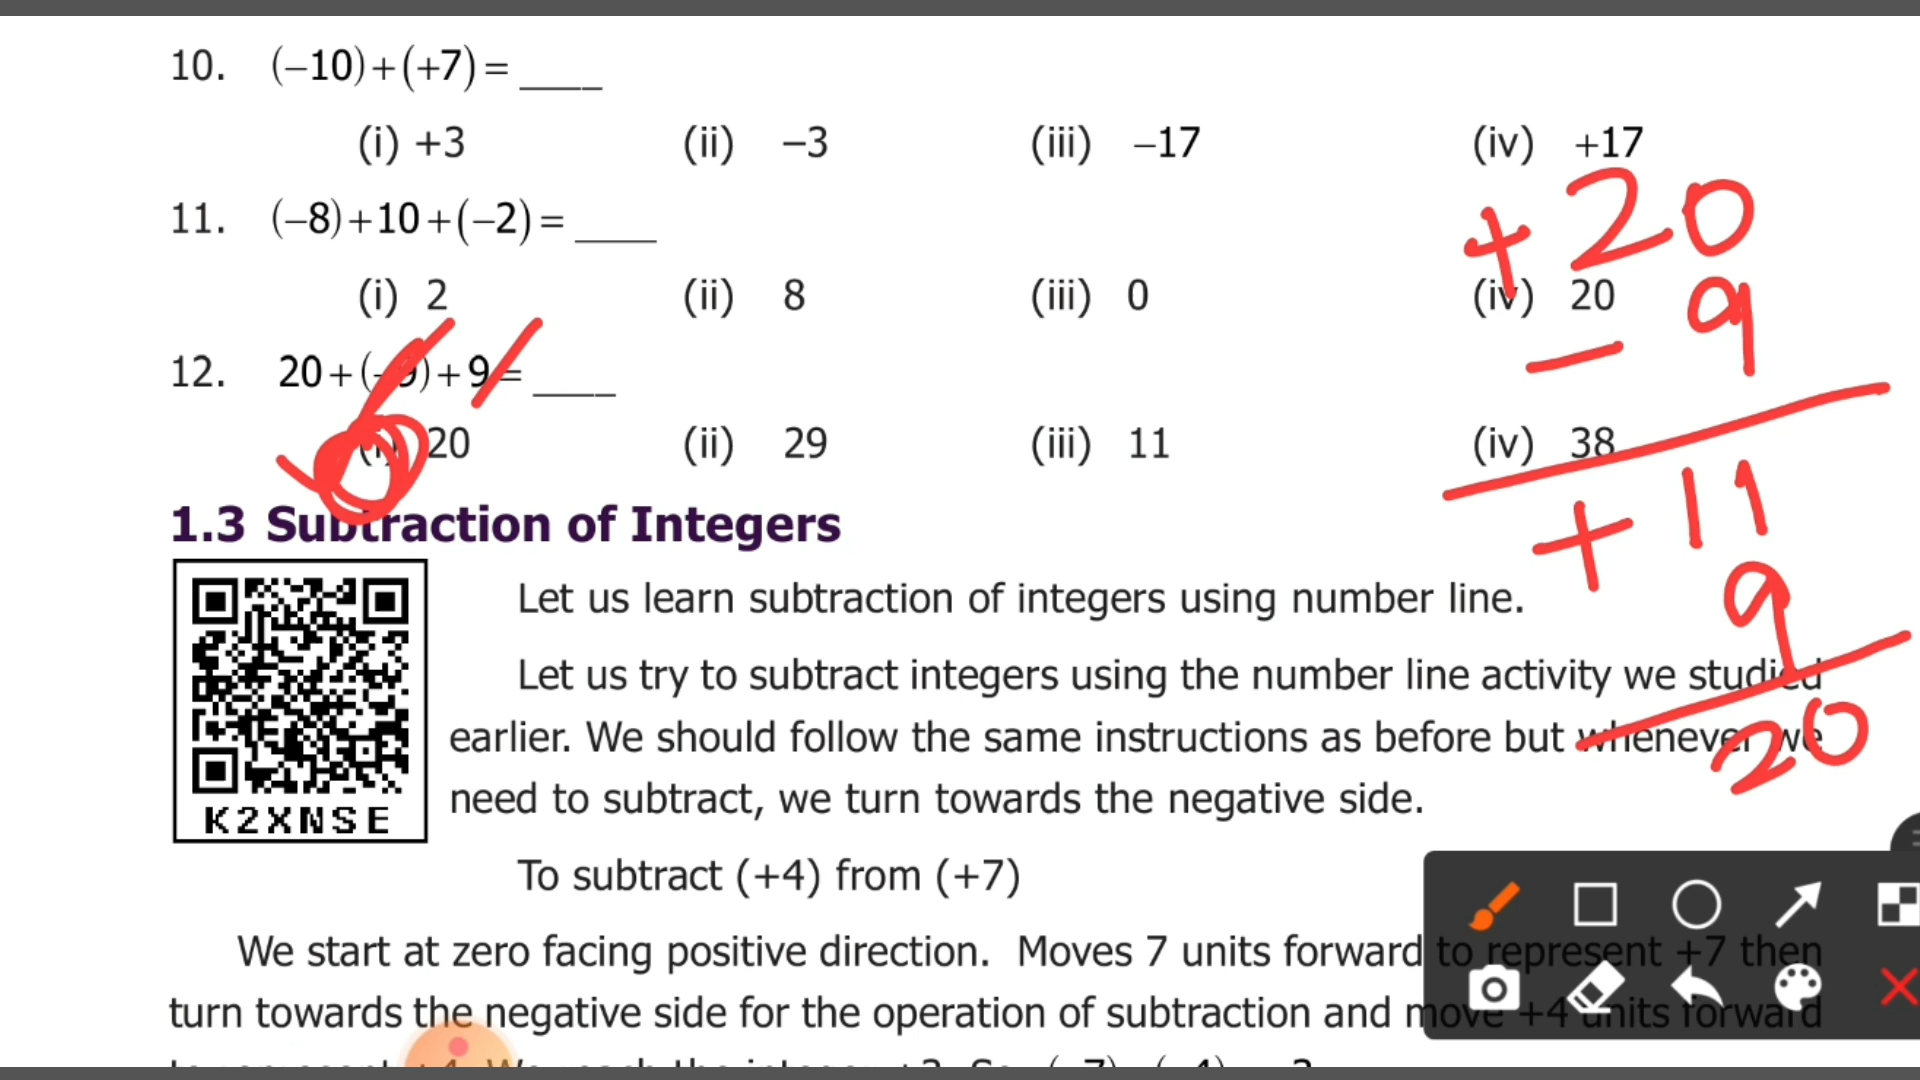 10. (–10)+(+7)= ____
(i) +3 (ii) –3 (iii) –17 (iv) +17
11. (–8)+10+(–2)= ____
(i) 2 (ii) 8 (iii) 0 (iv) 20
12. 20+(–9)+9= ____
(i) 20 (ii) 29 (iii) 11 (iv) 38
+20
– 9
+11
9
20
1.3 Subtraction of Integers
K2XNSE
Let us learn subtraction of integers using number line.
Let us try to subtract integers using the number line activity we studied
earlier. We should follow the same instructions as before but whenever we
need to subtract, we turn towards the negative side.
To subtract (+4) from (+7)
We start at zero facing positive direction. Moves 7 units forward to represent +7 then
turn towards the negative side for the operation of subtraction and move +4 units forward